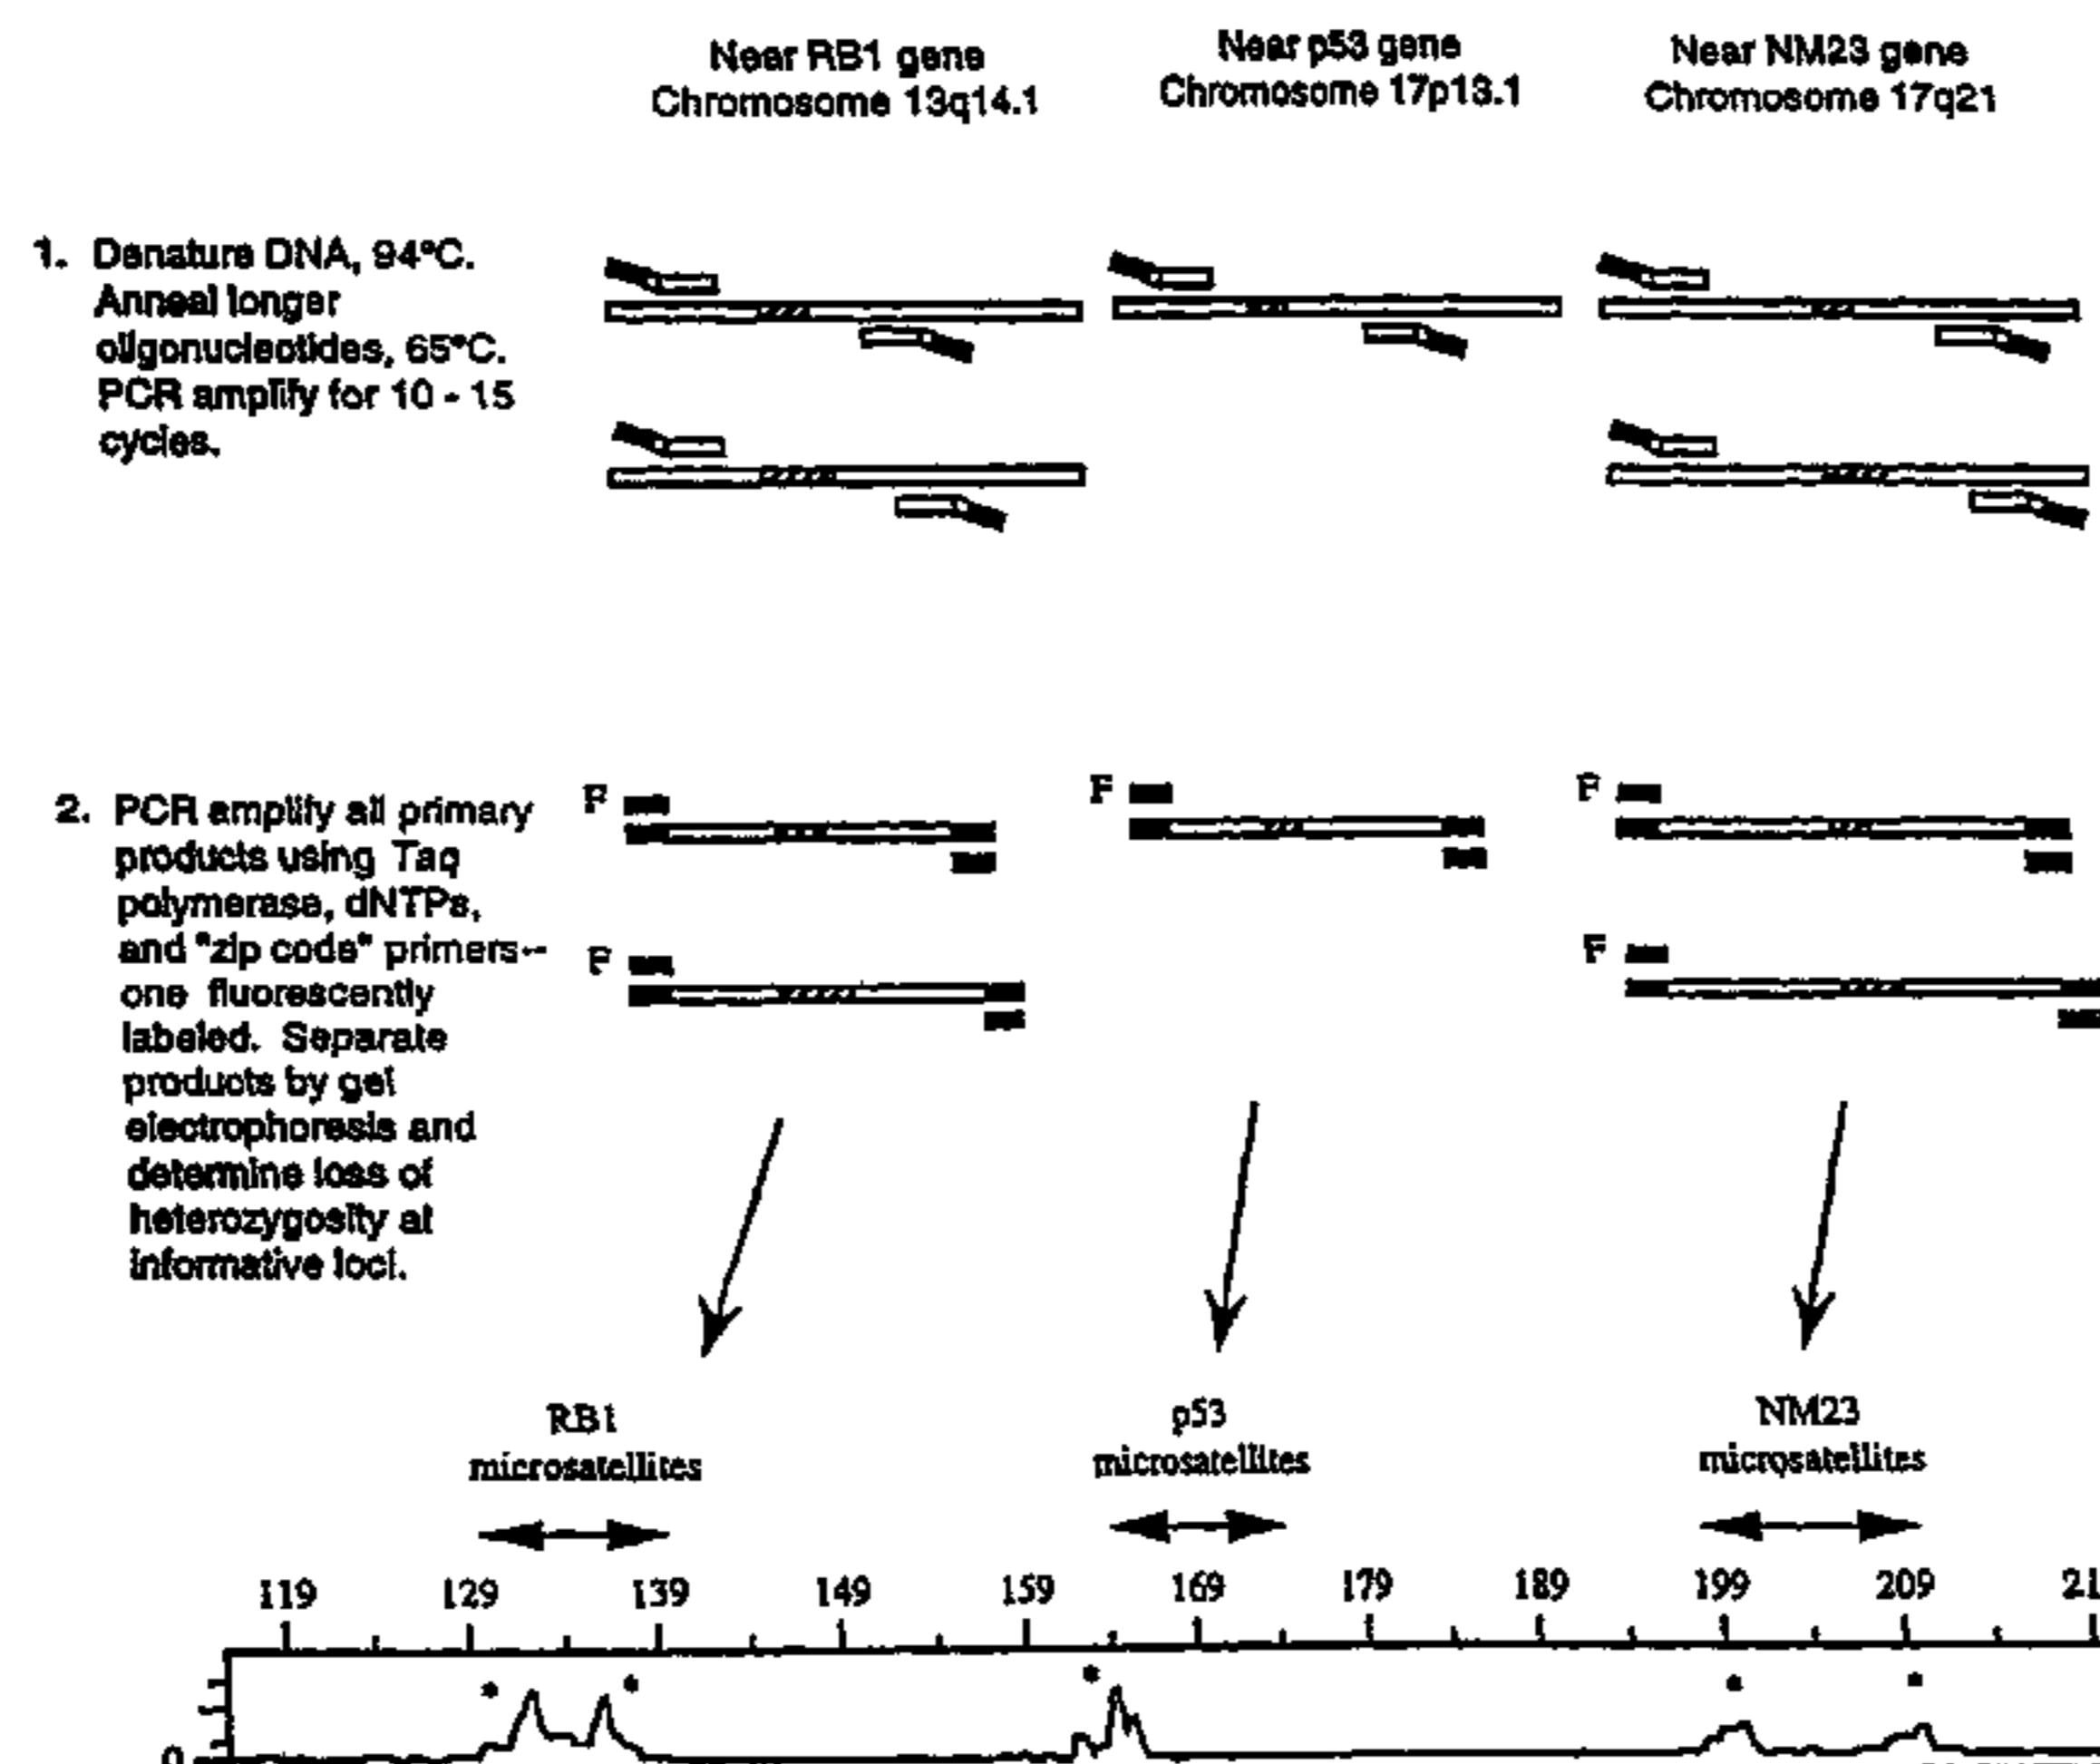 Near RB1 gene
Chromosome 13q14.1
Near p53 gene
Chromosome 17p13.1
Near NM23 gene
Chromosome 17q21
1. Denature DNA, 94°C.
Anneal longer
oligonucleotides, 65°C.
PCR amplify for 10 - 15
cycles.
2. PCR amplify all primary
products using Taq
polymerase, dNTPs,
and "zip code" primers--
one fluorescently
labeled. Separate
products by gel
electrophoresis and
determine loss of
heterozygosity at
informative loci.
F
F
F
F
F
RB1
microsatellites
p53
microsatellites
NM23
microsatellites
119 129 139 149 159 169 179 189 199 209 21
0